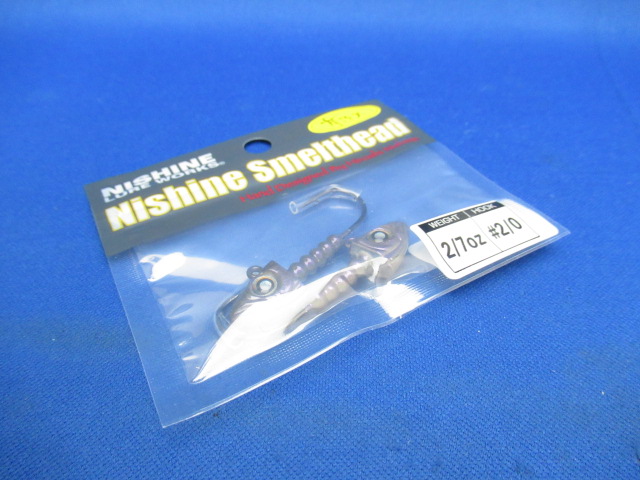 NISHINE
LURE WORKS
Nishine Smelthead
WEIGHT | HOOK
2/7oz #2/0